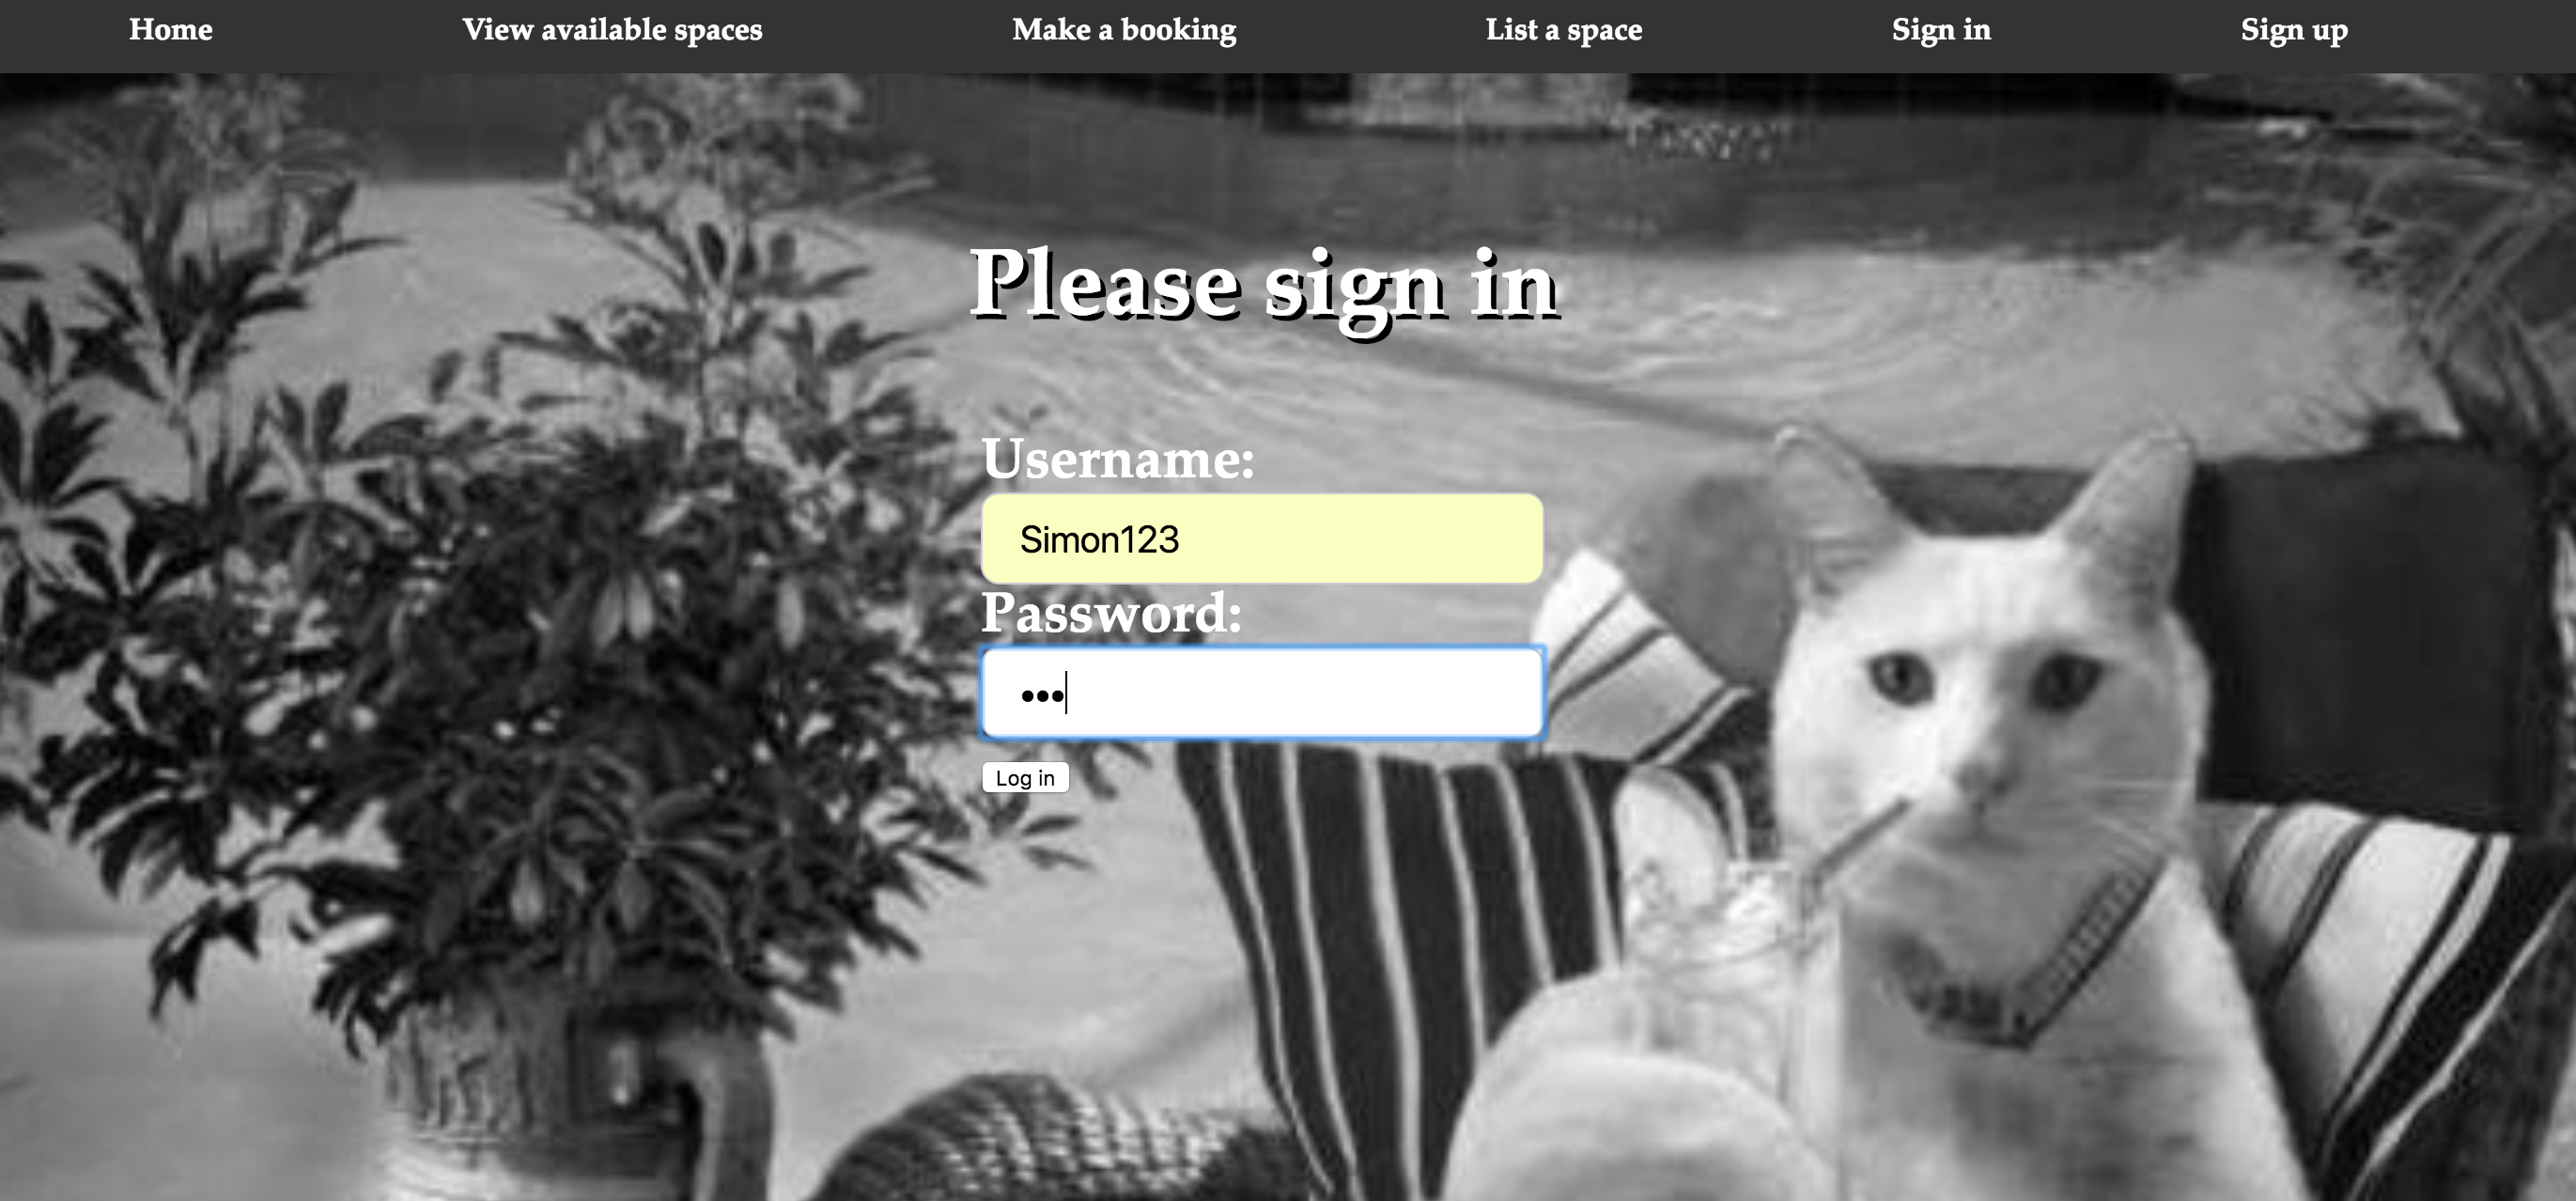 Home View available spaces Make a booking List a space Sign in Sign up
Please sign in
Username:
Simon123
Password:
•••
Log in